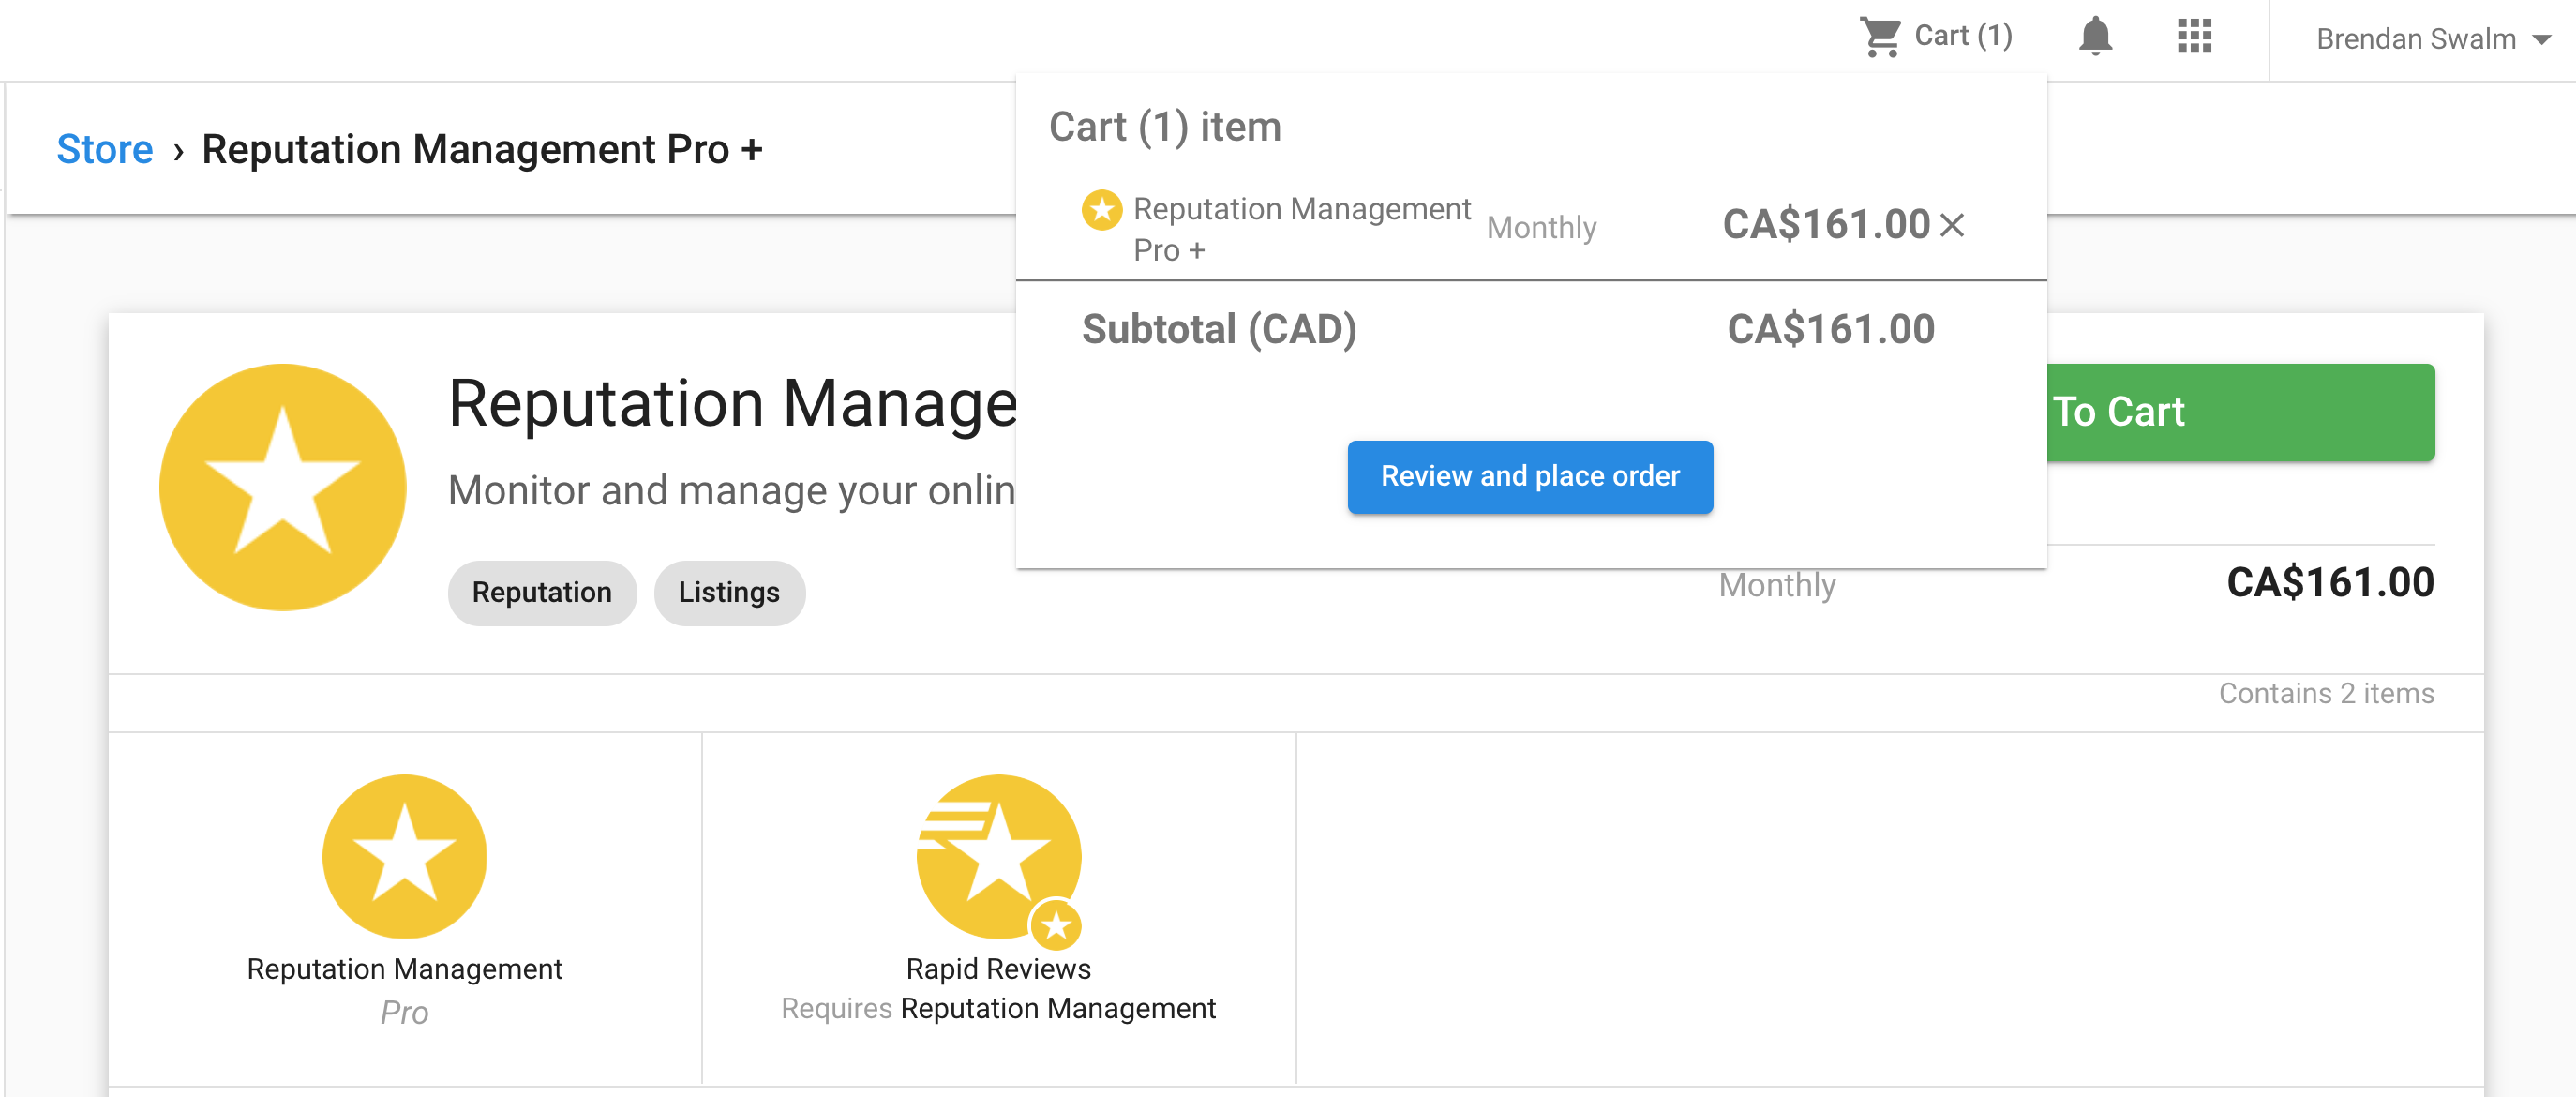 Cart (1)
Brendan Swalm
Store › Reputation Management Pro +
Cart (1) item
Reputation Management
Pro +
Monthly
CA$161.00
Subtotal (CAD)
CA$161.00
Review and place order
Reputation Manage
To Cart
Monitor and manage your onlin
Reputation
Listings
Monthly
CA$161.00
Contains 2 items
Reputation Management
Pro
Rapid Reviews
Requires Reputation Management